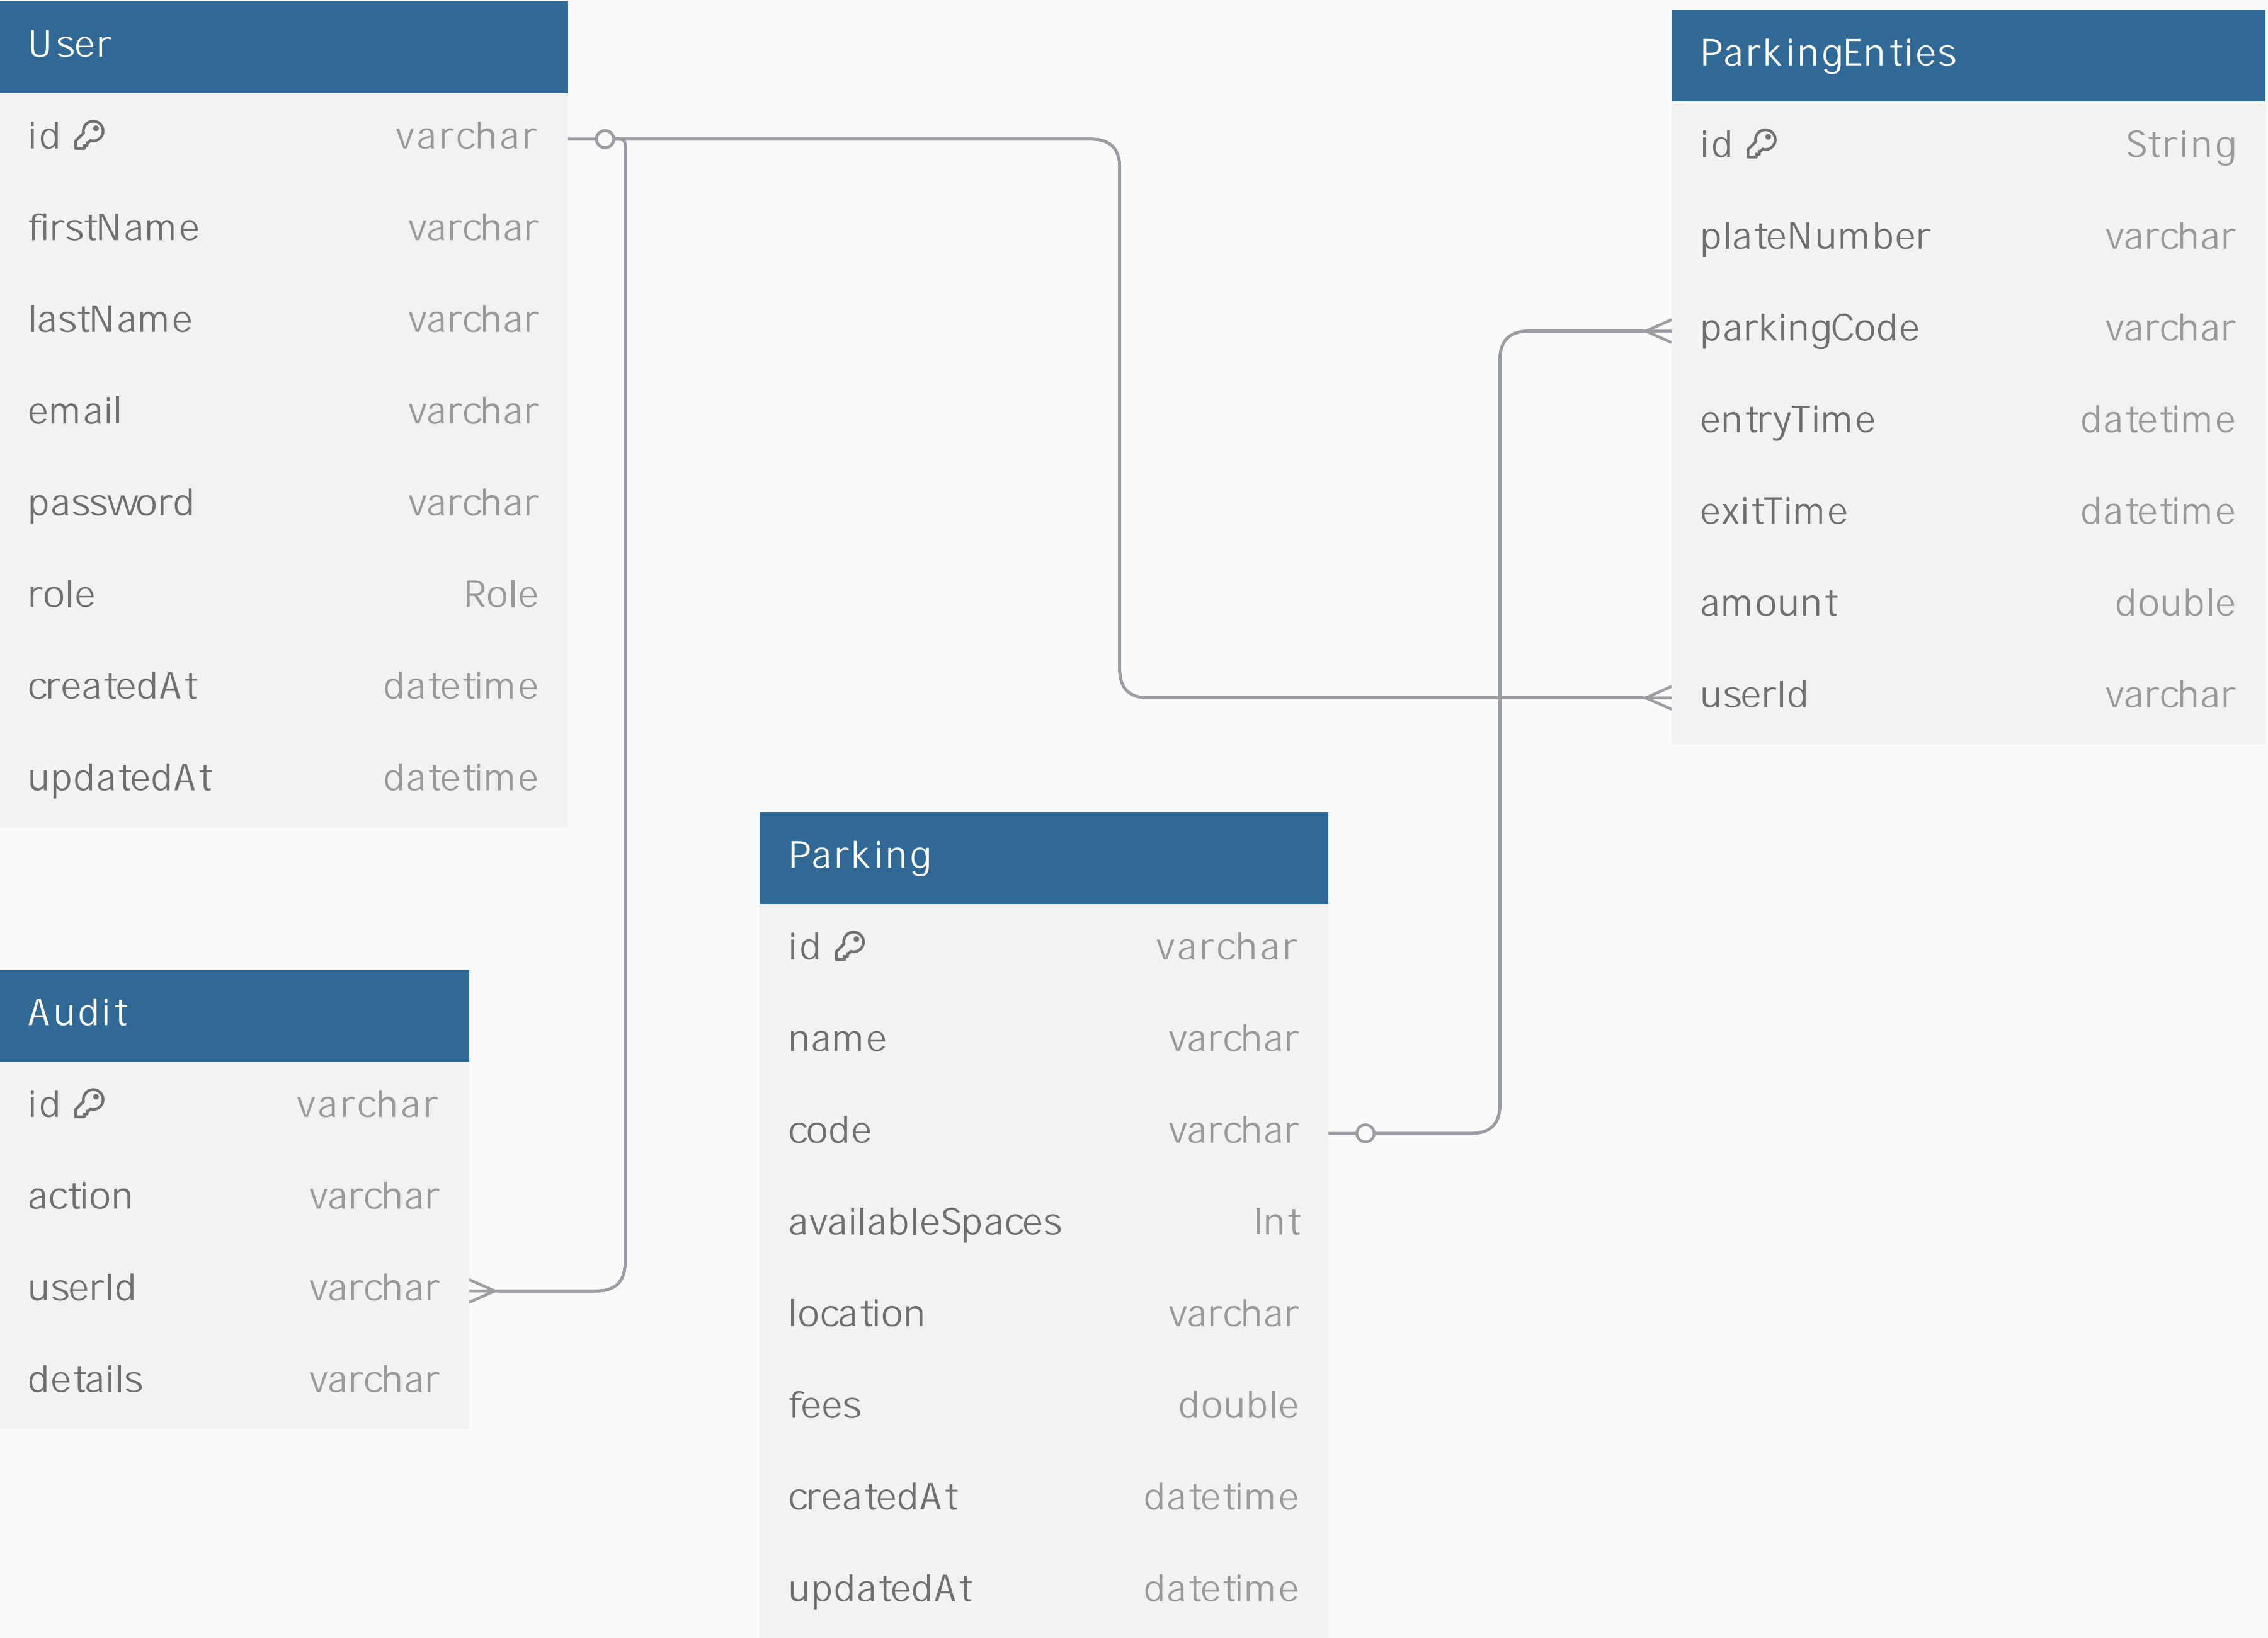 User
id varchar
firstName varchar
lastName varchar
email varchar
password varchar
role Role
createdAt datetime
updatedAt datetime
ParkingEnties
id String
plateNumber varchar
parkingCode varchar
entryTime datetime
exitTime datetime
amount double
userId varchar
Parking
id varchar
name varchar
code varchar
availableSpaces Int
location varchar
fees double
createdAt datetime
updatedAt datetime
Audit
id varchar
action varchar
userId varchar
details varchar